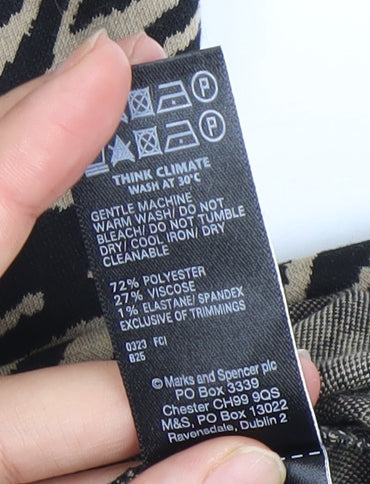 P
P
THINK CLIMATE
WASH AT 30°C
GENTLE MACHINE
WARM WASH/ DO NOT
BLEACH/ DO NOT TUMBLE
DRY/ COOL IRON/ DRY
CLEANABLE
72% POLYESTER
27% VISCOSE
1% ELASTANE/ SPANDEX
EXCLUSIVE OF TRIMMINGS
0323 FCI
B25
© Marks and Spencer plc
PO Box 3339
Chester CH99 9QS
M&S, PO Box 13022
Ravensdale, Dublin 2